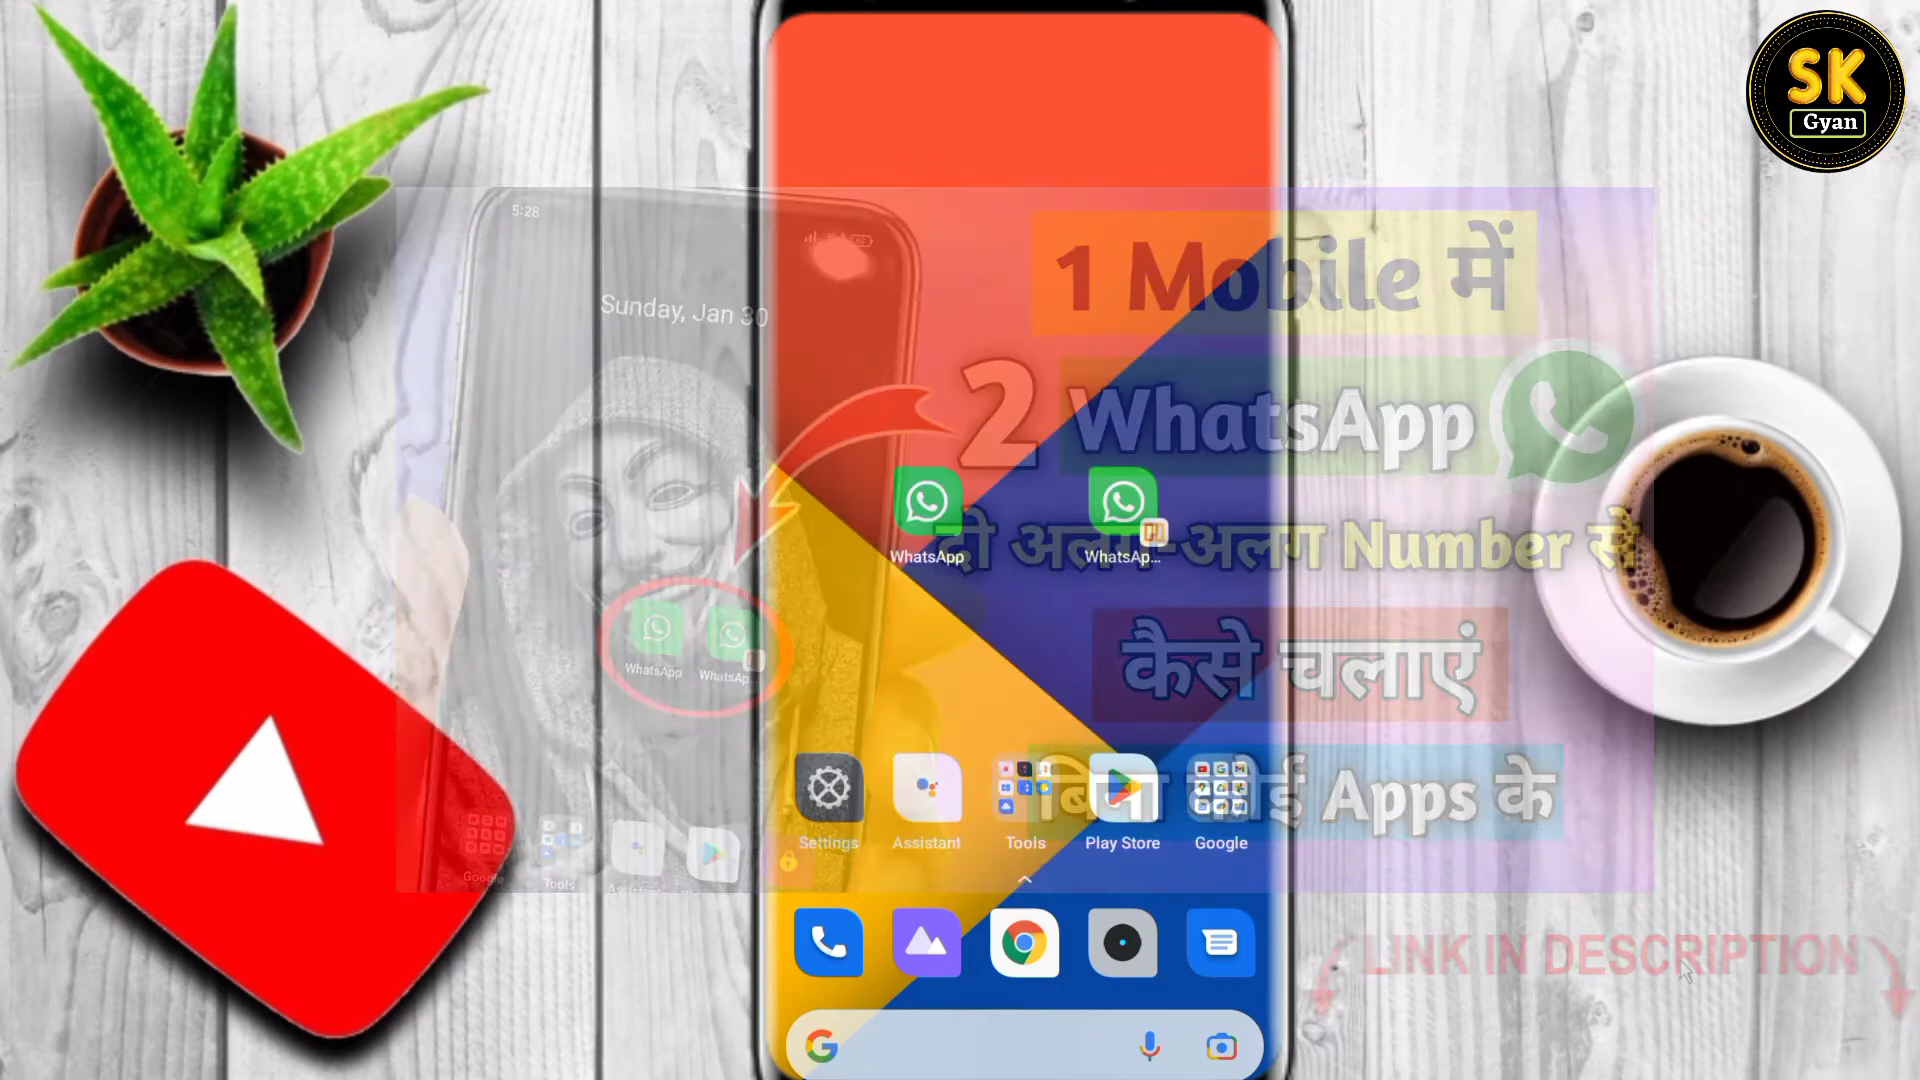 SK
Gyan
5:28
Sunday, Jan 30
1 Mobile में
2 WhatsApp
दो अलग-अलग Number से
कैसे चलाएं
बिना कोई Apps के
WhatsApp
WhatsAp...
WhatsApp
WhatsAp...
Settings
Assistant
Tools
Play Store
Google
Google
Tools
LINK IN DESCRIPTION